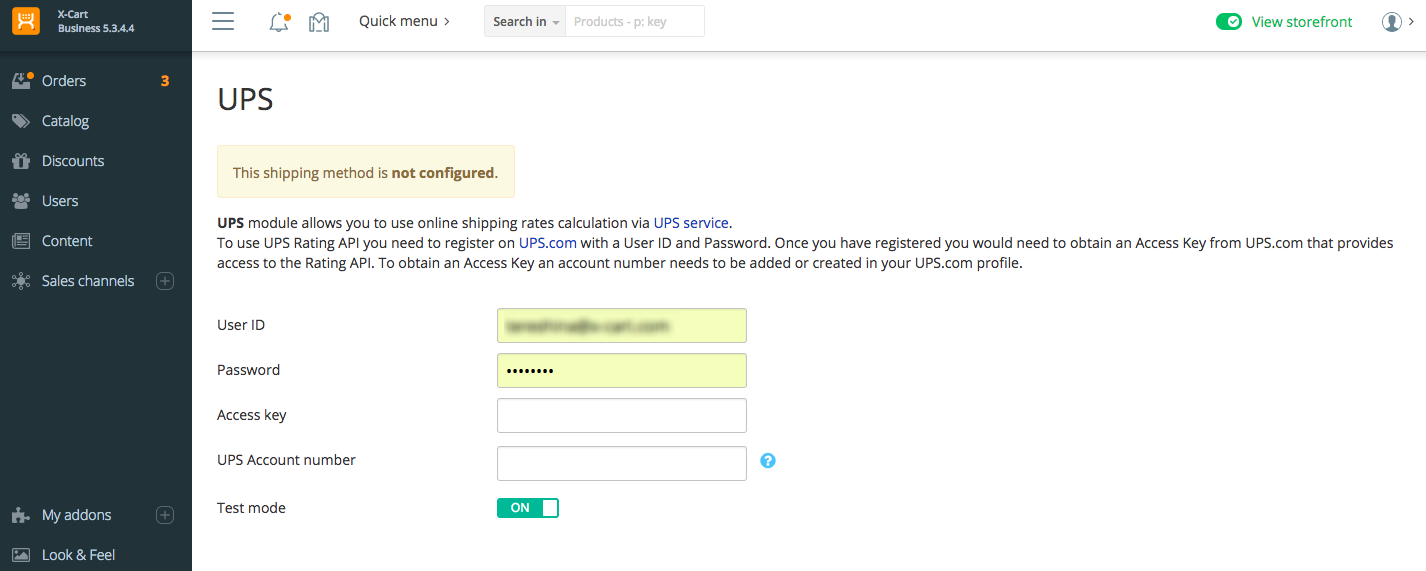 X-Cart
Business 5.3.4.4
Quick menu
Search in
Products - p: key
View storefront
Orders 3
Catalog
Discounts
Users
Content
Sales channels
My addons
Look & Feel
UPS
This shipping method is not configured.
UPS module allows you to use online shipping rates calculation via UPS service.
To use UPS Rating API you need to register on UPS.com with a User ID and Password. Once you have registered you would need to obtain an Access Key from UPS.com that provides
access to the Rating API. To obtain an Access Key an account number needs to be added or created in your UPS.com profile.
User ID
Password ••••••••
Access key
UPS Account number ?
Test mode ON